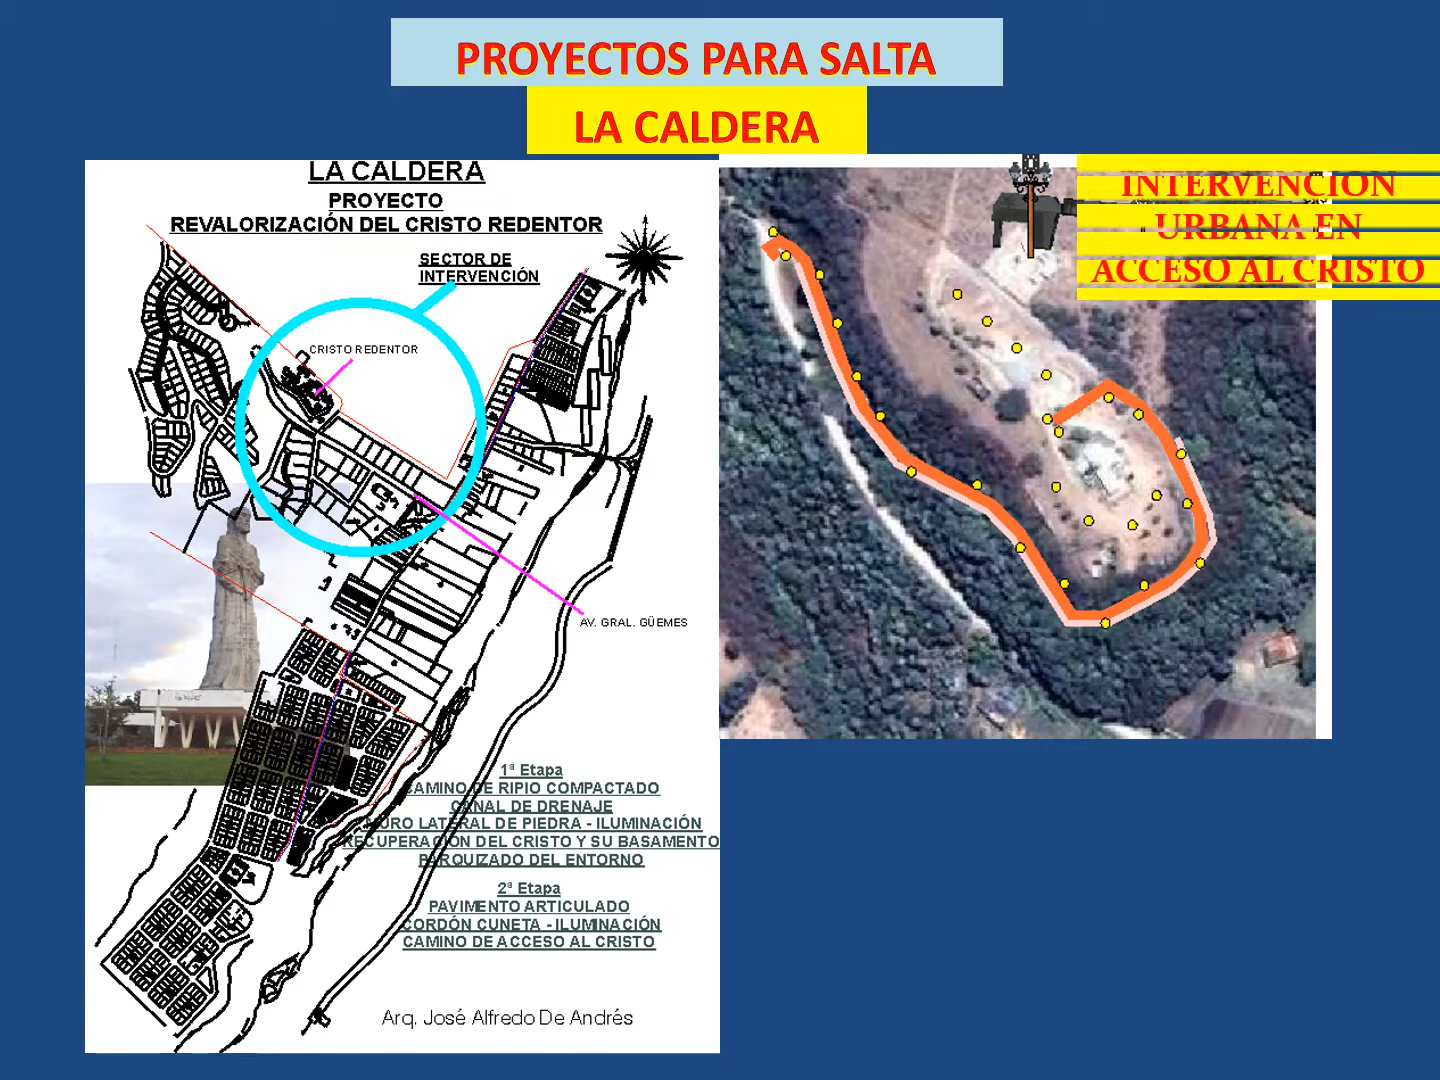 PROYECTOS PARA SALTA
LA CALDERA
LA CALDERA
PROYECTO
REVALORIZACIÓN DEL CRISTO REDENTOR
SECTOR DE
INTERVENCIÓN
CRISTO REDENTOR
AV. GRAL. GÜEMES
1ª Etapa
CAMINO DE RIPIO COMPACTADO
CANAL DE DRENAJE
MURO LATERAL DE PIEDRA - ILUMINACIÓN
RECUPERACIÓN DEL CRISTO Y SU BASAMENTO
PARQUIZADO DEL ENTORNO
2ª Etapa
PAVIMENTO ARTICULADO
CORDÓN CUNETA - ILUMINACIÓN
CAMINO DE ACCESO AL CRISTO
Arq. José Alfredo De Andrés
INTERVENCIÓN
URBANA EN
ACCESO AL CRISTO